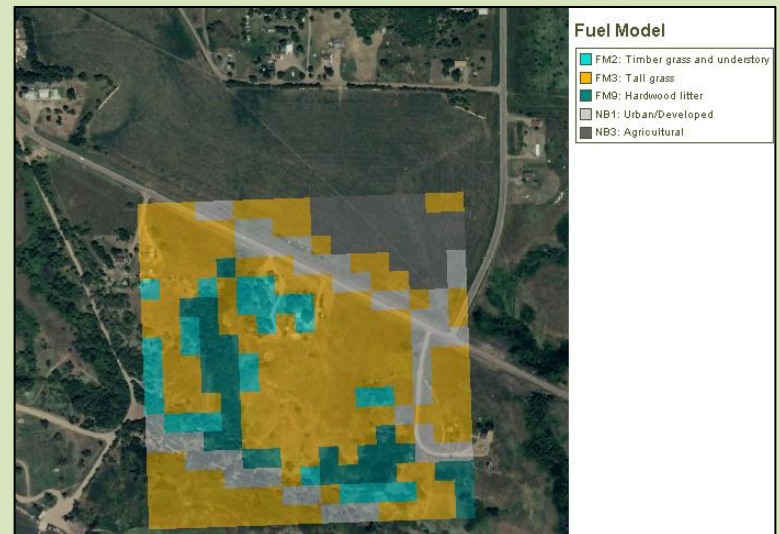 Fuel Model
FM2: Timber grass and understory
FM3: Tall grass
FM9: Hardwood litter
NB1: Urban/Developed
NB3: Agricultural